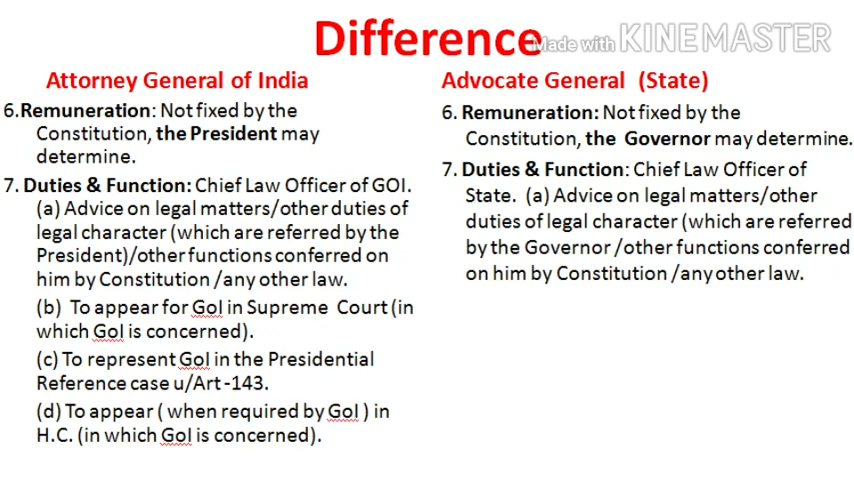 Difference
Made with KINEMASTER
Attorney General of India
6.Remuneration: Not fixed by the
Constitution, the President may
determine.
7. Duties & Function: Chief Law Officer of GOI.
(a) Advice on legal matters/other duties of
legal character (which are referred by the
President)/other functions conferred on
him by Constitution /any other law.
(b) To appear for GoI in Supreme Court (in
which GoI is concerned).
(c) To represent GoI in the Presidential
Reference case u/Art -143.
(d) To appear ( when required by GoI ) in
H.C. (in which GoI is concerned).
Advocate General (State)
6. Remuneration: Not fixed by the
Constitution, the Governor may determine.
7. Duties & Function: Chief Law Officer of
State. (a) Advice on legal matters/other
duties of legal character (which are referred
by the Governor /other functions conferred
on him by Constitution /any other law.